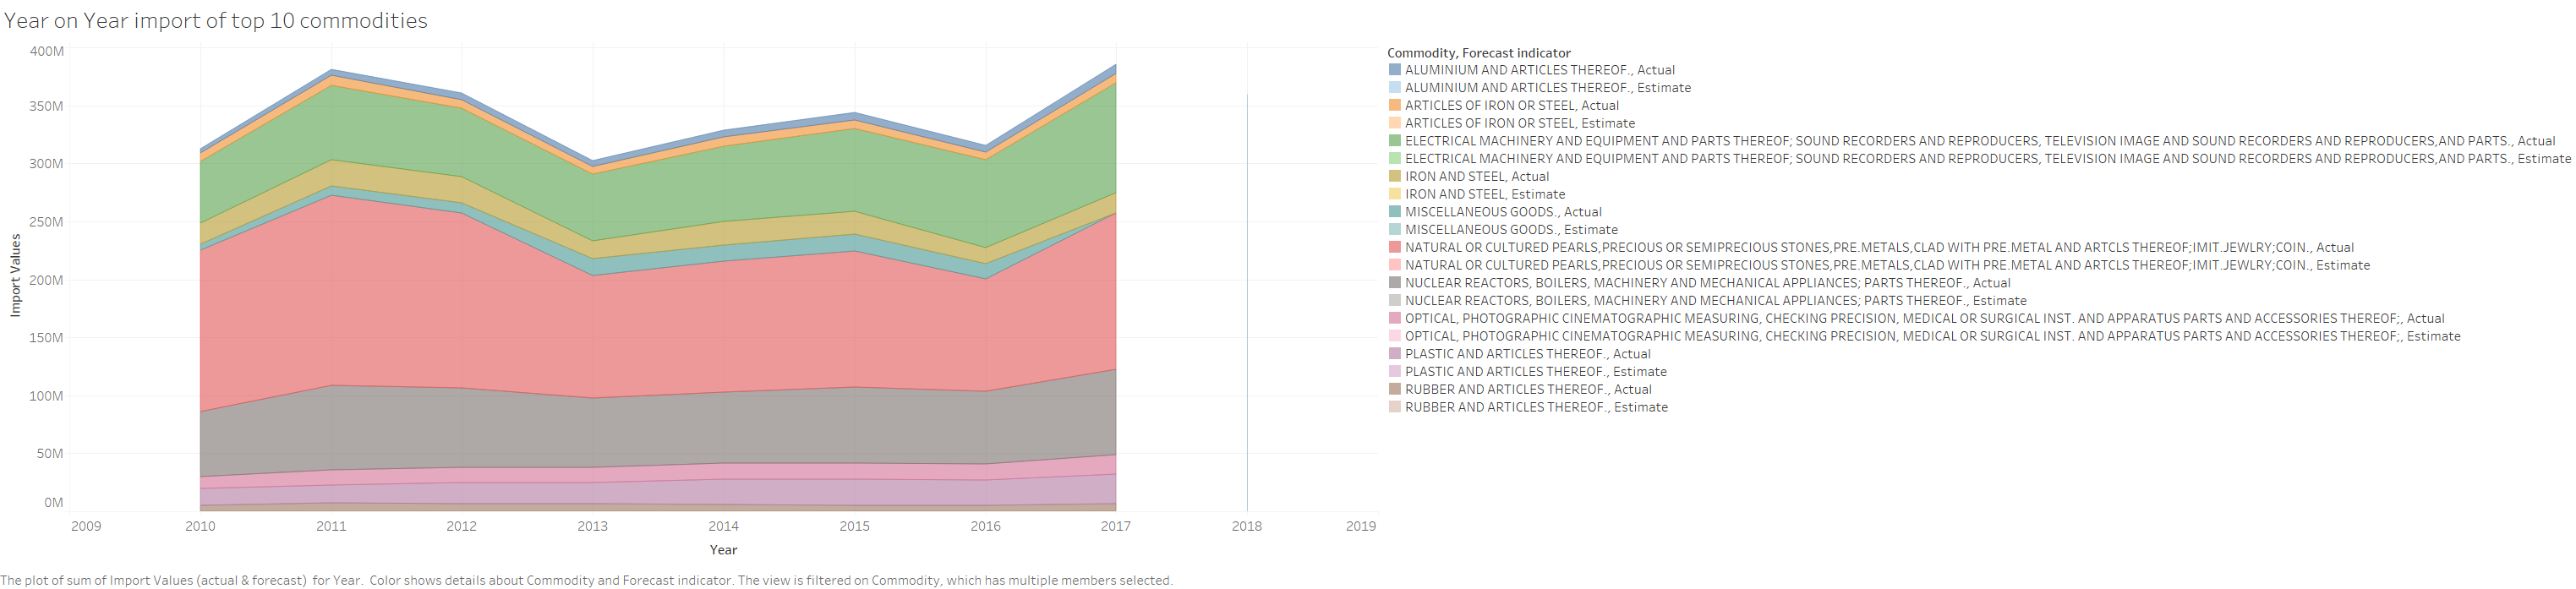 Year on Year import of top 10 commodities
400M
350M
300M
250M
200M
150M
100M
50M
0M
Import Values
2009 2010 2011 2012 2013 2014 2015 2016 2017 2018 2019
Year
Commodity, Forecast indicator
ALUMINIUM AND ARTICLES THEREOF., Actual
ALUMINIUM AND ARTICLES THEREOF., Estimate
ARTICLES OF IRON OR STEEL, Actual
ARTICLES OF IRON OR STEEL, Estimate
ELECTRICAL MACHINERY AND EQUIPMENT AND PARTS THEREOF; SOUND RECORDERS AND REPRODUCERS, TELEVISION IMAGE AND SOUND RECORDERS AND REPRODUCERS,AND PARTS., Actual
ELECTRICAL MACHINERY AND EQUIPMENT AND PARTS THEREOF; SOUND RECORDERS AND REPRODUCERS, TELEVISION IMAGE AND SOUND RECORDERS AND REPRODUCERS,AND PARTS., Estimate
IRON AND STEEL, Actual
IRON AND STEEL, Estimate
MISCELLANEOUS GOODS., Actual
MISCELLANEOUS GOODS., Estimate
NATURAL OR CULTURED PEARLS,PRECIOUS OR SEMIPRECIOUS STONES,PRE.METALS,CLAD WITH PRE.METAL AND ARTCLS THEREOF;IMIT.JEWLRY;COIN., Actual
NATURAL OR CULTURED PEARLS,PRECIOUS OR SEMIPRECIOUS STONES,PRE.METALS,CLAD WITH PRE.METAL AND ARTCLS THEREOF;IMIT.JEWLRY;COIN., Estimate
NUCLEAR REACTORS, BOILERS, MACHINERY AND MECHANICAL APPLIANCES; PARTS THEREOF., Actual
NUCLEAR REACTORS, BOILERS, MACHINERY AND MECHANICAL APPLIANCES; PARTS THEREOF., Estimate
OPTICAL, PHOTOGRAPHIC CINEMATOGRAPHIC MEASURING, CHECKING PRECISION, MEDICAL OR SURGICAL INST. AND APPARATUS PARTS AND ACCESSORIES THEREOF;, Actual
OPTICAL, PHOTOGRAPHIC CINEMATOGRAPHIC MEASURING, CHECKING PRECISION, MEDICAL OR SURGICAL INST. AND APPARATUS PARTS AND ACCESSORIES THEREOF;, Estimate
PLASTIC AND ARTICLES THEREOF., Actual
PLASTIC AND ARTICLES THEREOF., Estimate
RUBBER AND ARTICLES THEREOF., Actual
RUBBER AND ARTICLES THEREOF., Estimate
The plot of sum of Import Values (actual & forecast) for Year. Color shows details about Commodity and Forecast indicator. The view is filtered on Commodity, which has multiple members selected.